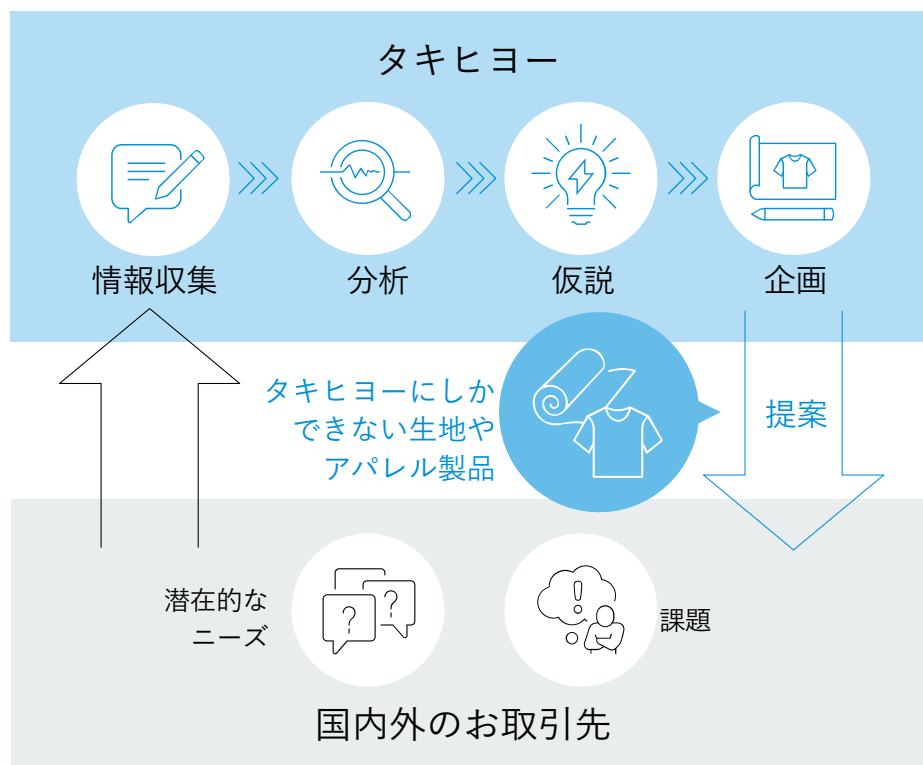 タキヒヨー
情報収集
分析
仮説
企画
タキヒヨーにしか
できない生地や
アパレル製品
提案
潜在的な
ニーズ
? ?
!
課題
国内外のお取引先